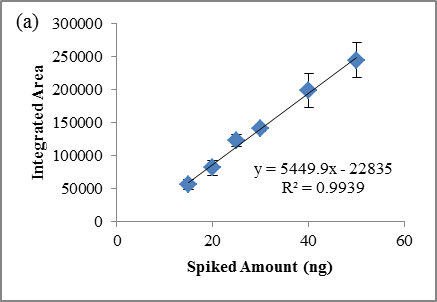 (a)
Integrated Area
300000
250000
200000
150000
100000
50000
0
y = 5449.9x - 22835
R² = 0.9939
0 20 40 60
Spiked Amount (ng)